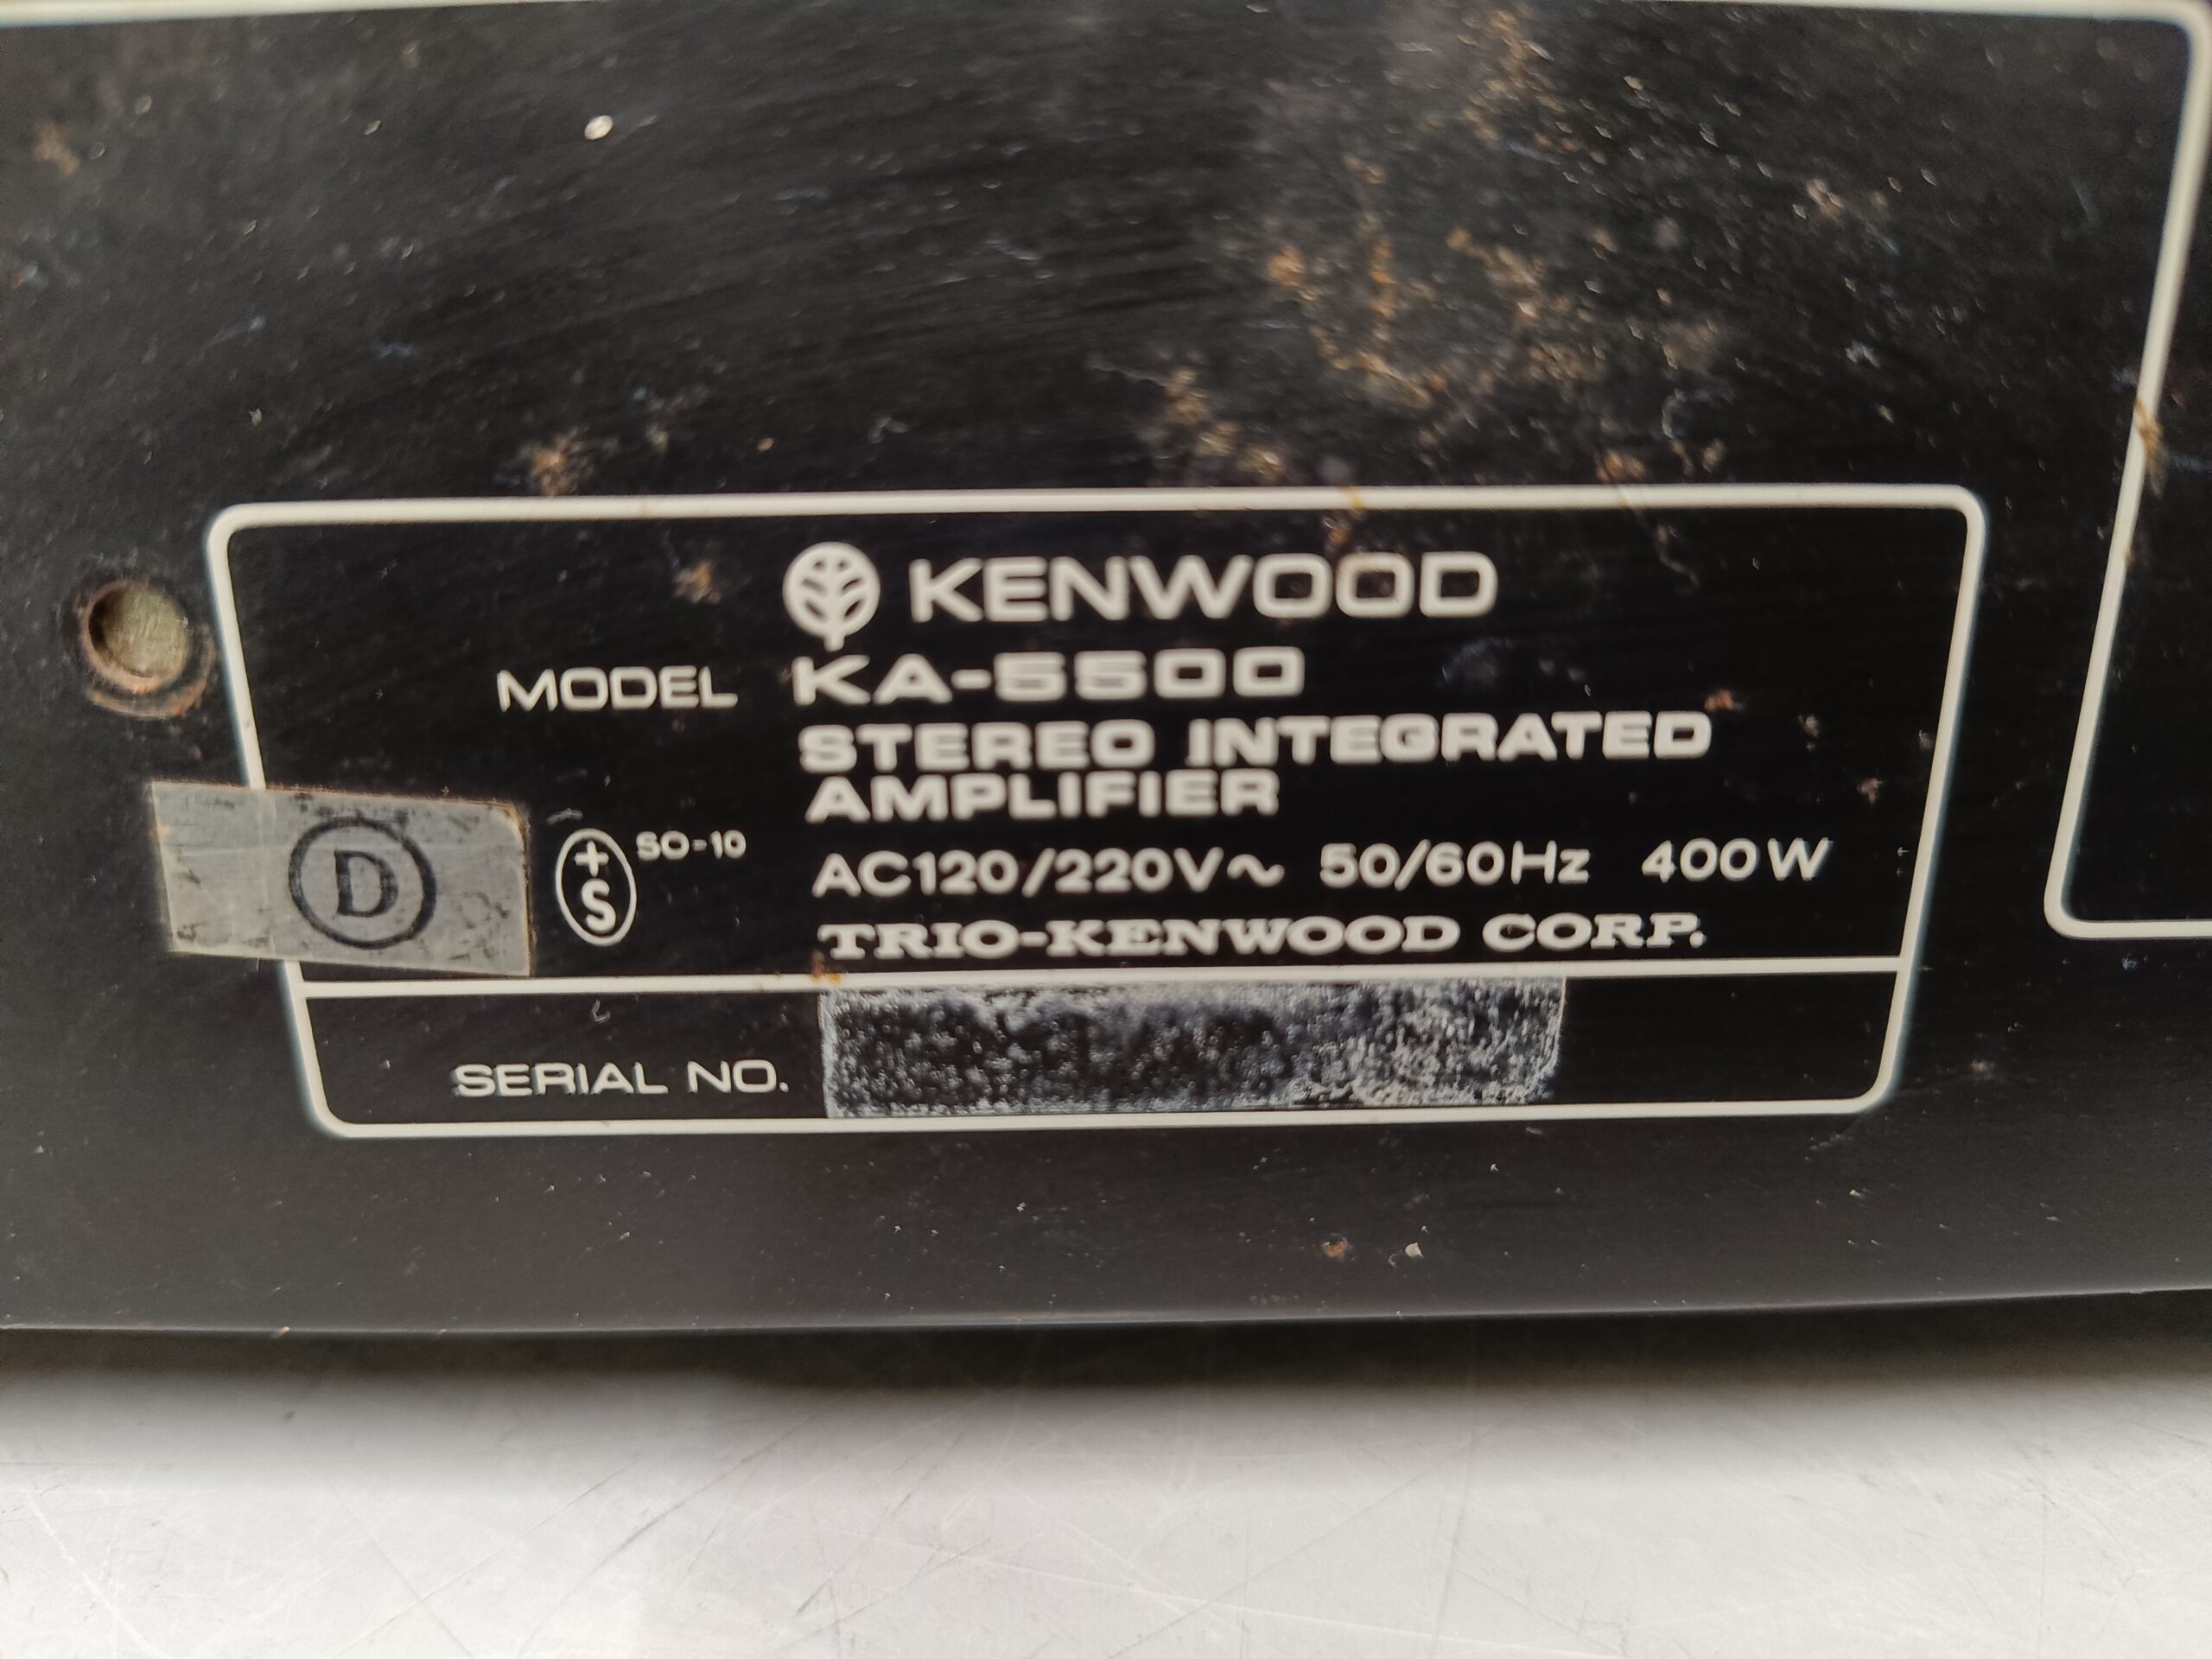 KENWOOD
MODEL KA-5500
STEREO INTEGRATED
AMPLIFIER
D
+
S
SO-10
AC120/220V~ 50/60Hz 400W
TRIO-KENWOOD CORP.
SERIAL NO.